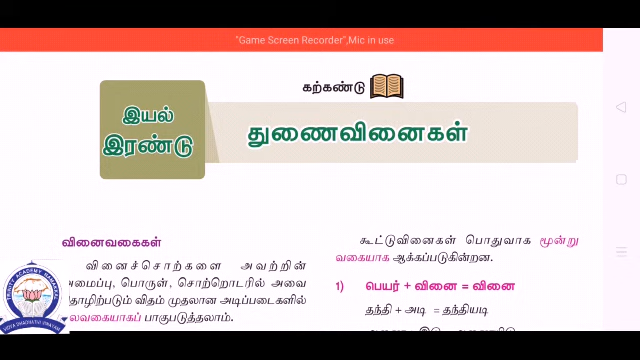 "Game Screen Recorder",Mic in use
கற்கண்டு
இயல்
இரண்டு
துணைவினைகள்
வினைவகைகள்
வினைச்சொற்களை அவற்றின்
பொருள், சொற்றொடரில் அவை
விதம் முதலான அடிப்படைகளில்
பாகுபடுத்தலாம்.
கூட்டுவினைகள் பொதுவாக மூன்று
வகையாக ஆக்கப்படுகின்றன.
1) பெயர் + வினை = வினை
தந்தி + அடி = தந்தியடி